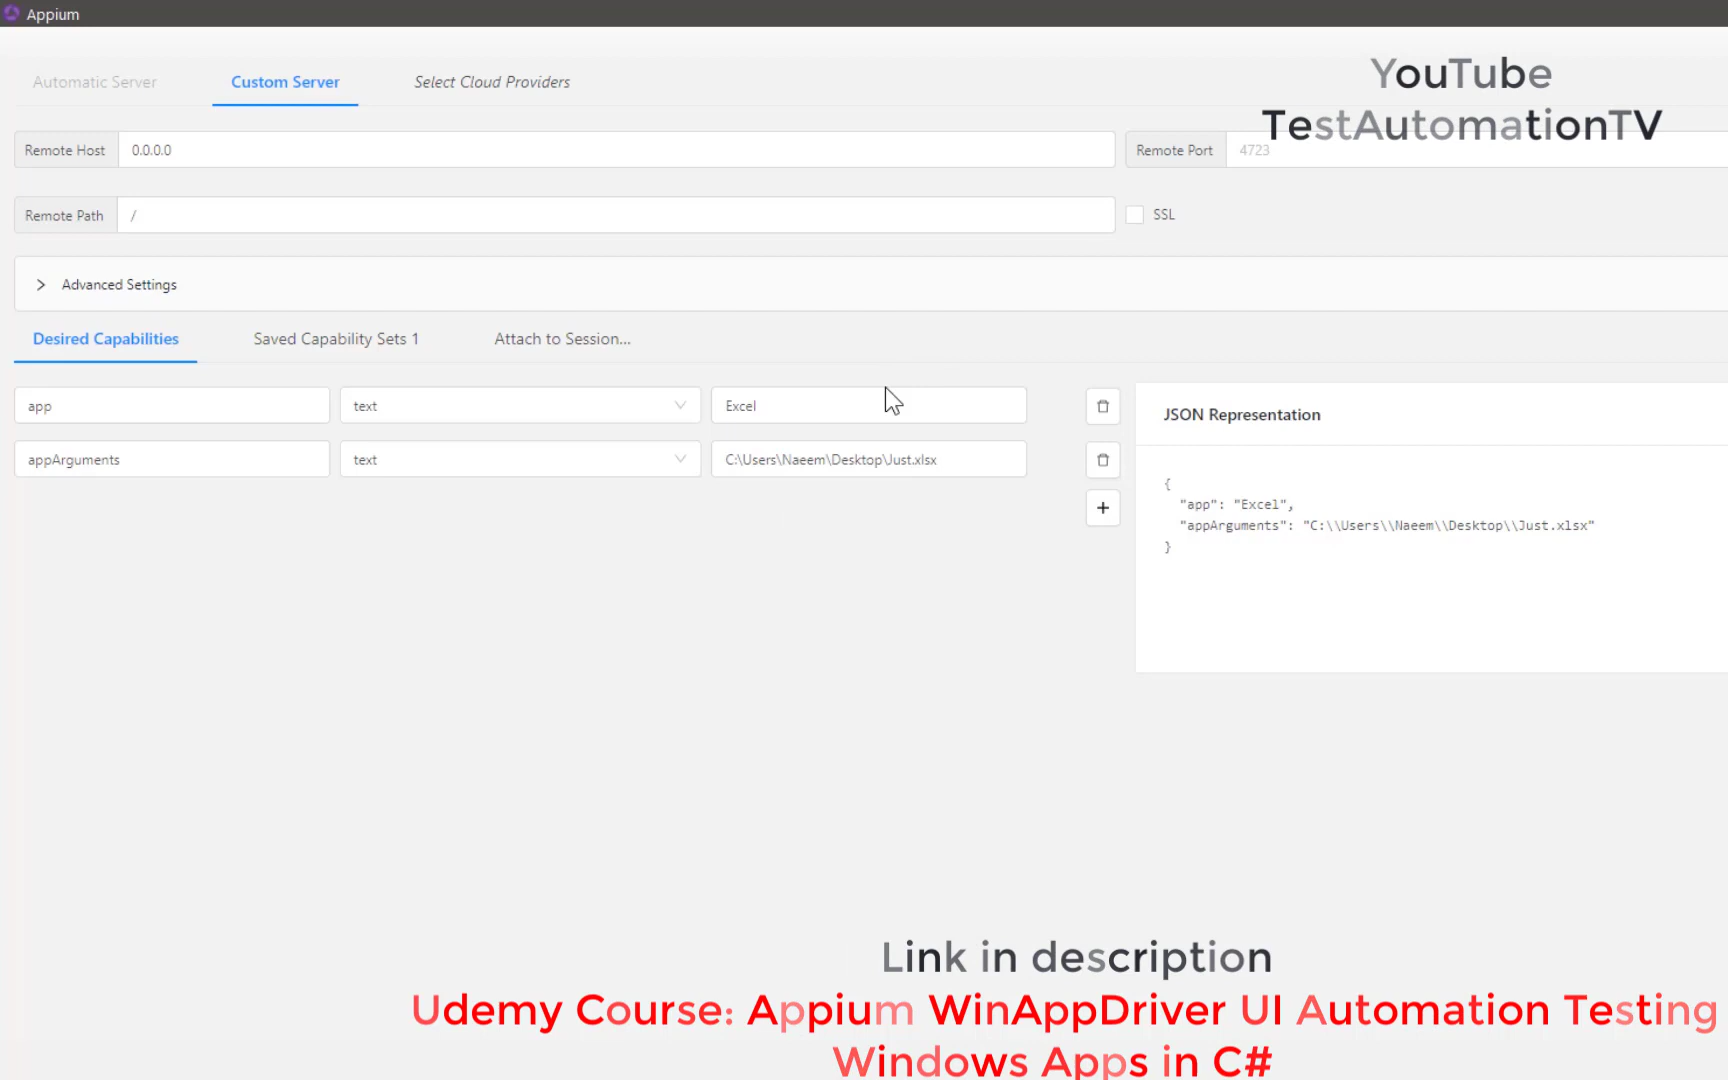 Appium
Automatic Server
Custom Server
Select Cloud Providers
YouTube
TestAutomationTV
Remote Host
0.0.0.0
Remote Port
4723
Remote Path
/
SSL
Advanced Settings
Desired Capabilities
Saved Capability Sets 1
Attach to Session...
app
text
Excel
appArguments
text
C:\Users\Naeem\Desktop\Just.xlsx
+
JSON Representation
{
"app": "Excel",
"appArguments": "C:\\Users\\Naeem\\Desktop\\Just.xlsx"
}
Link in description
Udemy Course: Appium WinAppDriver UI Automation Testing
Windows Apps in C#